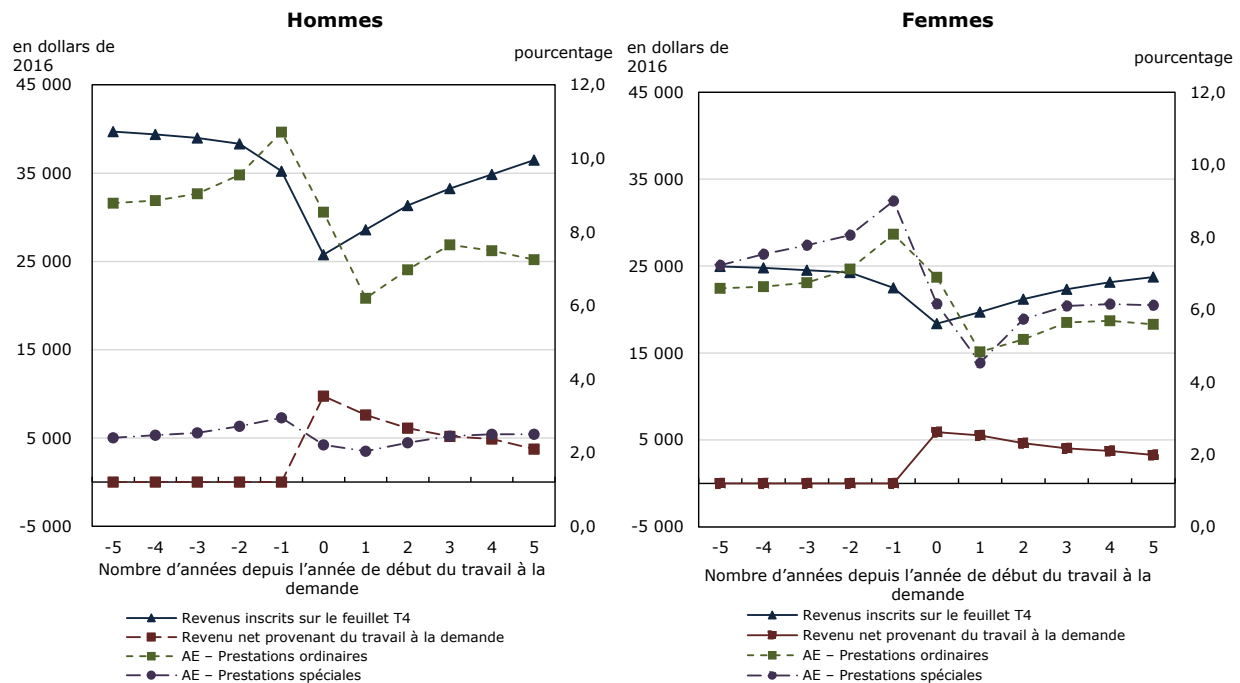 Hommes
en dollars de
2016
pourcentage
45 000
35 000
25 000
15 000
5 000
-5 000
12,0
10,0
8,0
6,0
4,0
2,0
0,0
-5 -4 -3 -2 -1 0 1 2 3 4 5
Nombre d’années depuis l’année de début du travail à la
demande
Revenus inscrits sur le feuillet T4
Revenu net provenant du travail à la demande
AE – Prestations ordinaires
AE – Prestations spéciales
Femmes
en dollars de
2016
pourcentage
45 000
35 000
25 000
15 000
5 000
-5 000
12,0
10,0
8,0
6,0
4,0
2,0
0,0
-5 -4 -3 -2 -1 0 1 2 3 4 5
Nombre d’années depuis l’année de début du travail à la
demande
Revenus inscrits sur le feuillet T4
Revenu net provenant du travail à la demande
AE – Prestations ordinaires
AE – Prestations spéciales